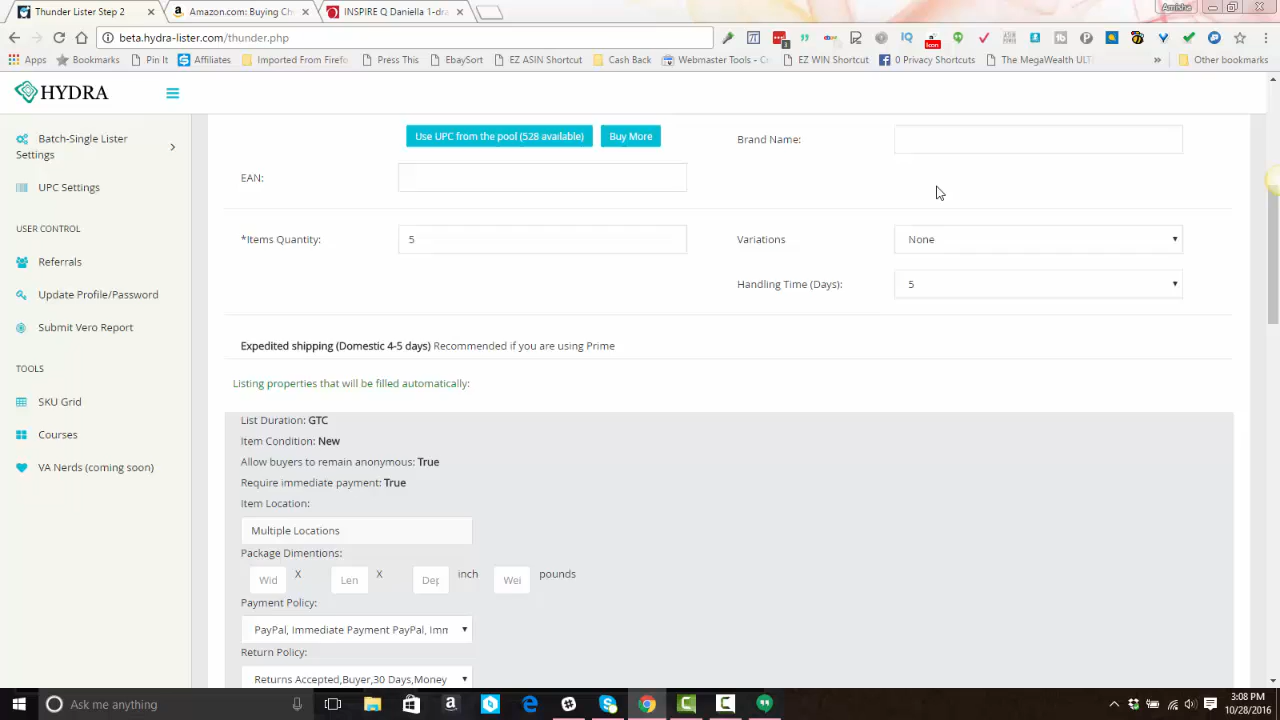 Thunder Lister Step 2
Amazon.com: Buying Ch
INSPIRE Q Daniella 1-dra
Amisha
beta.hydra-lister.com/thunder.php
Apps
Bookmarks
Pin It
Affiliates
Imported From Firefo
Press This
EbaySoft
EZ ASIN Shortcut
Cash Back
Webmaster Tools -
EZ WIN Shortcut
0 Privacy Shortcuts
The MegaWealth ULTI
»
Other bookmarks
HYDRA
Batch-Single Lister
Settings
UPC Settings
USER CONTROL
Referrals
Update Profile/Password
Submit Vero Report
TOOLS
SKU Grid
Courses
VA Nerds (coming soon)
Use UPC from the pool (528 available)
Buy More
Brand Name:
EAN:
*Items Quantity:
5
Variations
None
Handling Time (Days):
5
Expedited shipping (Domestic 4-5 days) Recommended if you are using Prime
Listing properties that will be filled automatically:
List Duration: GTC
Item Condition: New
Allow buyers to remain anonymous: True
Require immediate payment: True
Item Location:
Multiple Locations
Package Dimentions:
Wid X Len X Dep inch Wei pounds
Payment Policy:
PayPal, Immediate Payment PayPal, Imm
Return Policy:
Returns Accepted,Buyer,30 Days,Money
Ask me anything
3:08 PM
10/28/2016